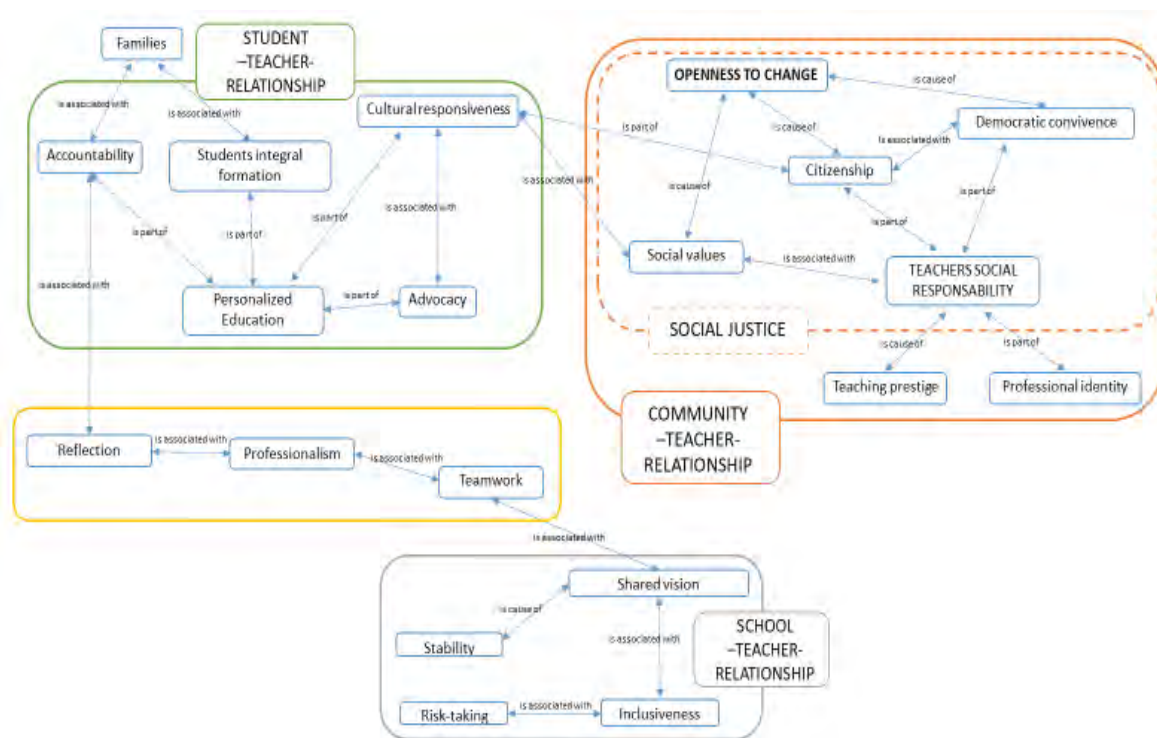 Families
STUDENT
–TEACHER-
RELATIONSHIP
is associated with
is associated with
Cultural responsiveness
Accountability
Students integral
formation
is part of
is part of
is part of
is associated with
is associated with
Personalized
Education
is part of
Advocacy
OPENNESS TO CHANGE
is cause of
Democratic convivence
is part of
is cause of
is associated with
Citizenship
is associated with
is cause of
is part of
is part of
Social values
is associated with
TEACHERS SOCIAL
RESPONSABILITY
SOCIAL JUSTICE
is cause of
is part of
Teaching prestige
Professional identity
COMMUNITY
–TEACHER-
RELATIONSHIP
Reflection
is associated with
Professionalism
is associated with
Teamwork
is associated with
Shared vision
is cause of
is associated with
Stability
SCHOOL
–TEACHER-
RELATIONSHIP
Risk-taking
is associated with
Inclusiveness